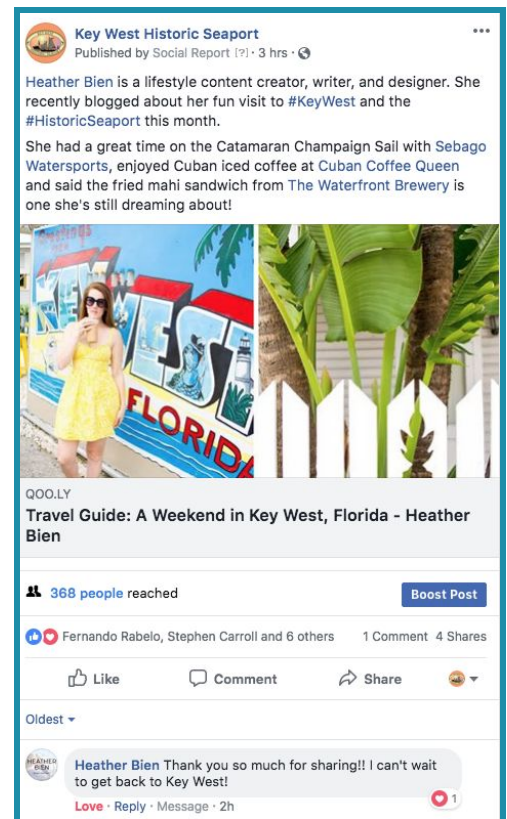 Key West Historic Seaport
Published by Social Report [?] · 3 hrs ·
Heather Bien is a lifestyle content creator, writer, and designer. She
recently blogged about her fun visit to #KeyWest and the
#HistoricSeaport this month.
She had a great time on the Catamaran Champaign Sail with Sebago
Watersports, enjoyed Cuban iced coffee at Cuban Coffee Queen
and said the fried mahi sandwich from The Waterfront Brewery is
one she's still dreaming about!
Greetings
KEY WEST
FLORIDA
QOO.LY
Travel Guide: A Weekend in Key West, Florida - Heather
Bien
368 people reached
Boost Post
Fernando Rabelo, Stephen Carroll and 6 others 1 Comment 4 Shares
Like Comment Share
Oldest
HEATHER
BIEN
Heather Bien Thank you so much for sharing!! I can't wait
to get back to Key West!
Love · Reply · Message · 2h
1